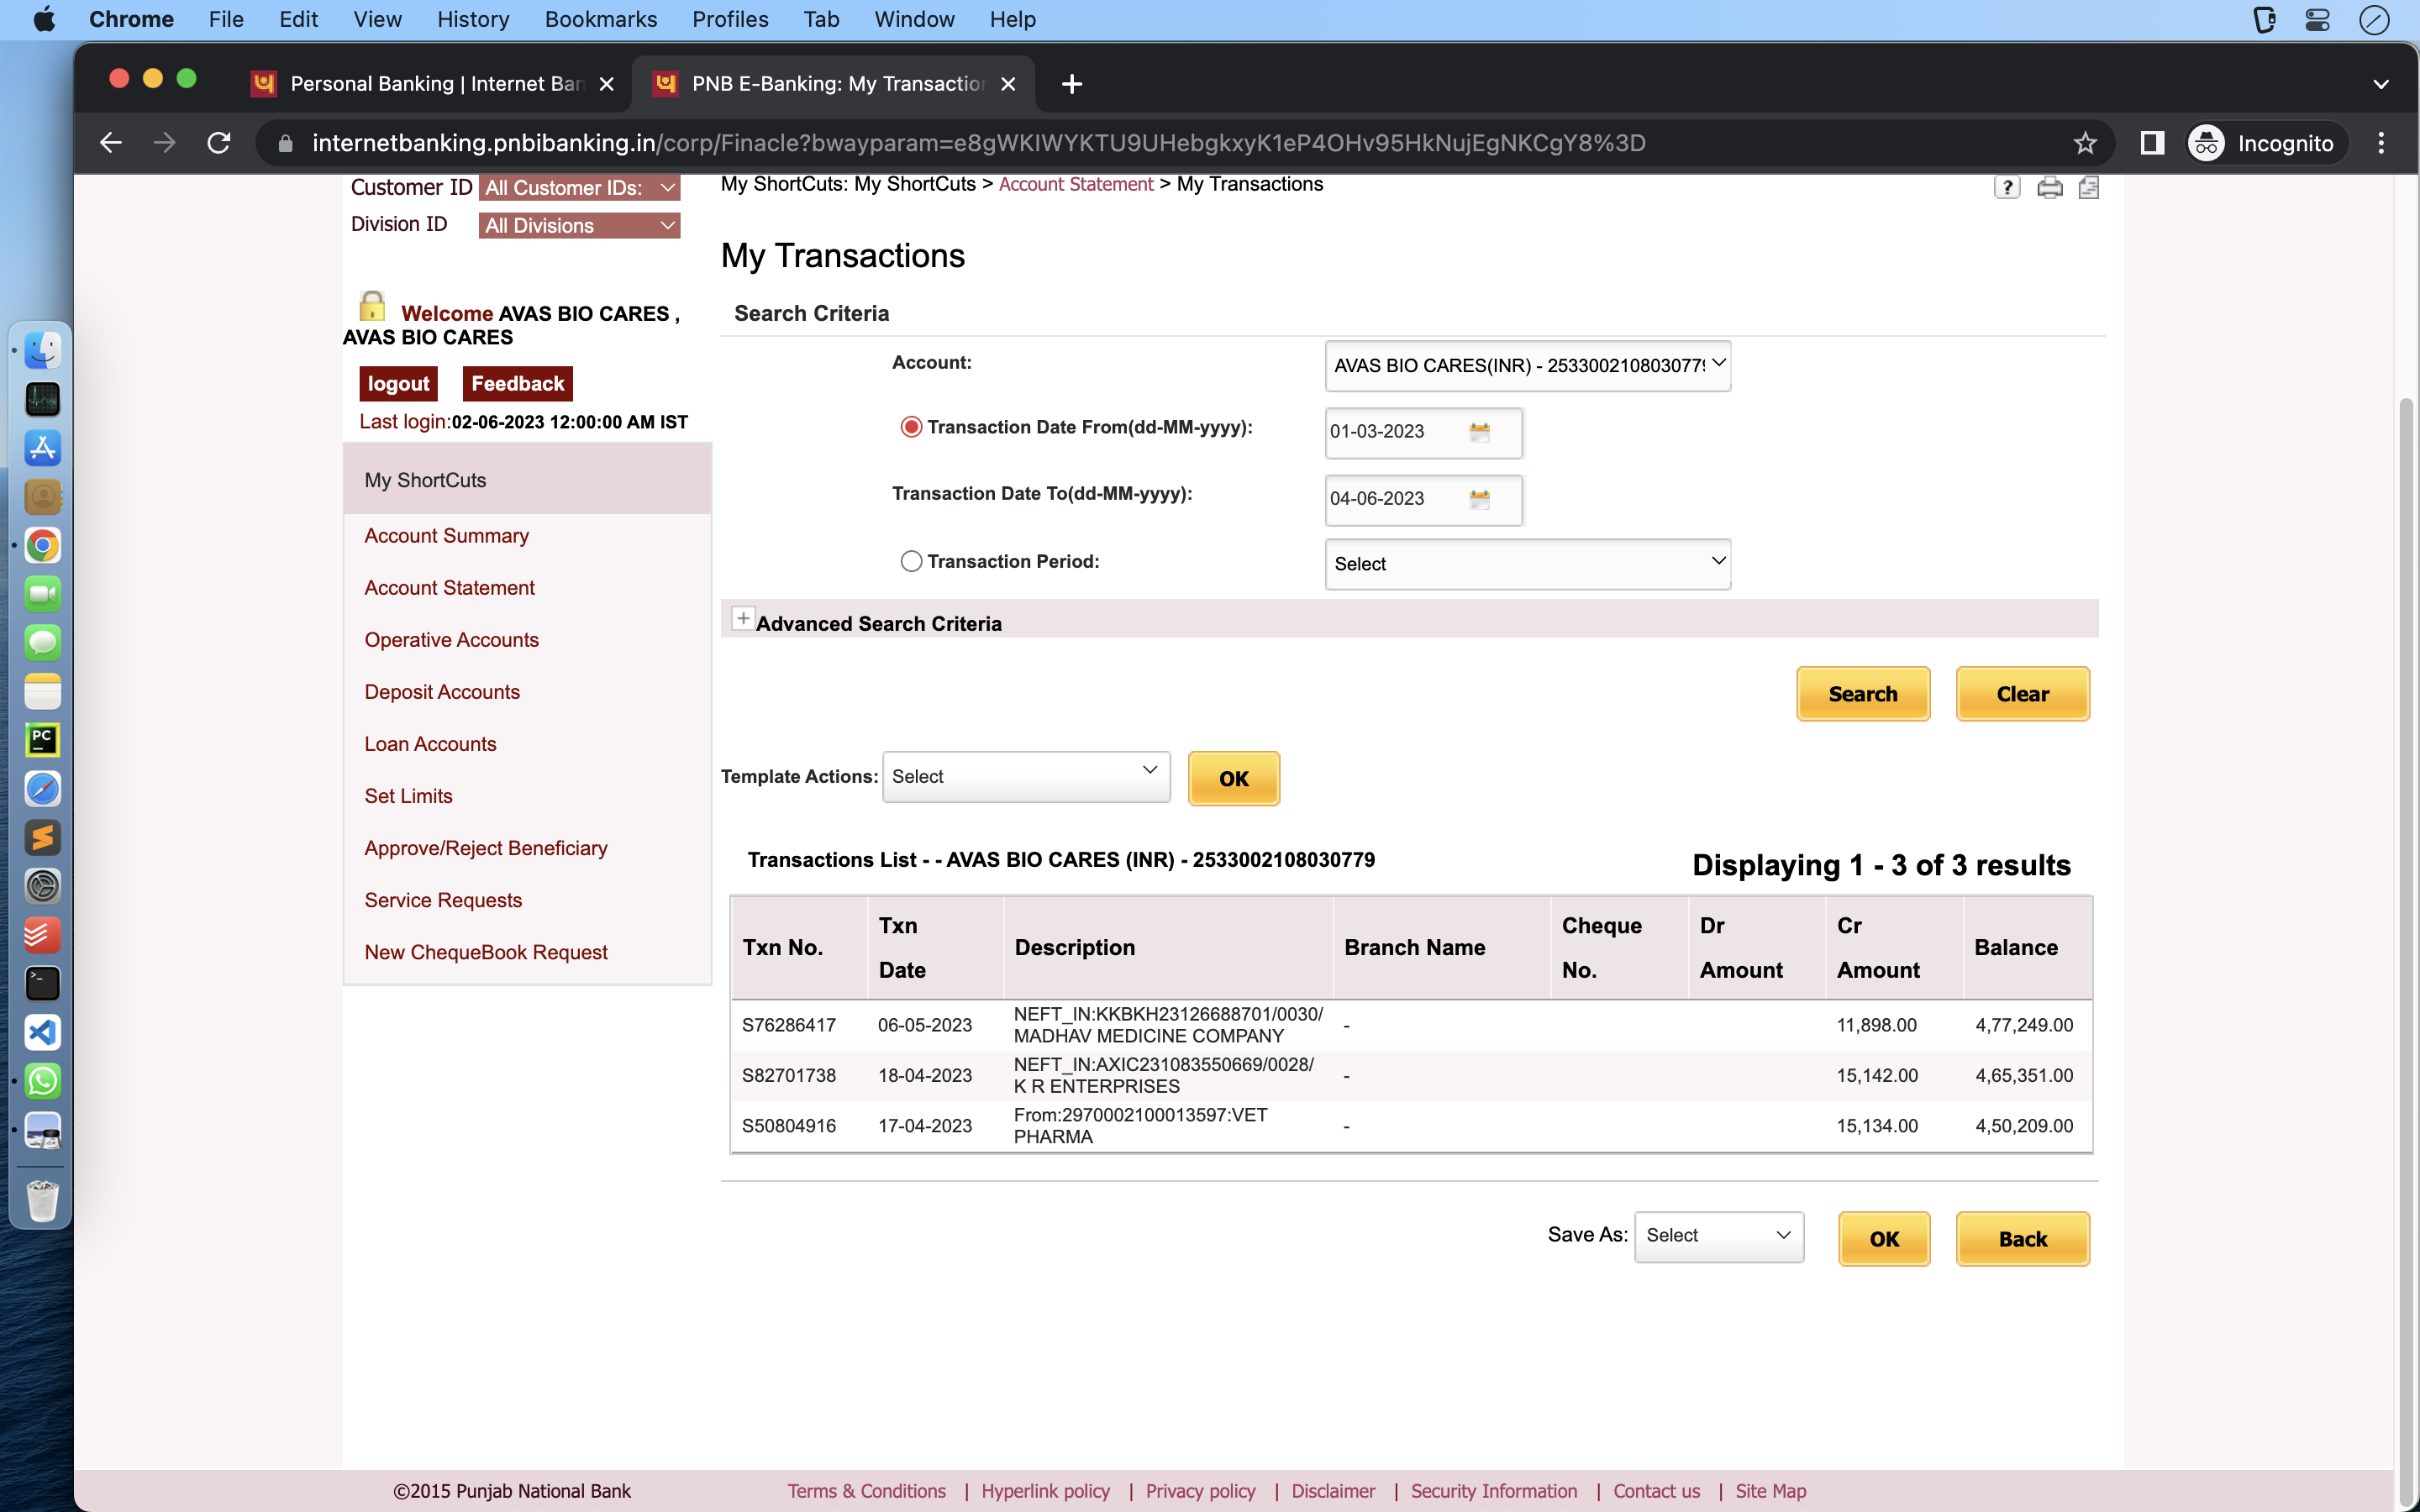 Chrome File Edit View History Bookmarks Profiles Tab Window Help
Personal Banking | Internet Ban
PNB E-Banking: My Transaction
internetbanking.pnbibanking.in/corp/Finacle?bwayparam=e8gWKIWYKTU9UHebgkxyK1eP4OHv95HkNujEgNKCgY8%3D
Incognito
Customer ID All Customer IDs:
Division ID All Divisions
Welcome AVAS BIO CARES ,
AVAS BIO CARES
logout Feedback
Last login:02-06-2023 12:00:00 AM IST
My ShortCuts
Account Summary
Account Statement
Operative Accounts
Deposit Accounts
Loan Accounts
Set Limits
Approve/Reject Beneficiary
Service Requests
New ChequeBook Request
My ShortCuts: My ShortCuts > Account Statement > My Transactions
?
My Transactions
Search Criteria
Account: AVAS BIO CARES(INR) - 2533002108030779
Transaction Date From(dd-MM-yyyy): 01-03-2023
Transaction Date To(dd-MM-yyyy): 04-06-2023
Transaction Period: Select
+ Advanced Search Criteria
Search Clear
Template Actions: Select OK
Transactions List - - AVAS BIO CARES (INR) - 2533002108030779
Displaying 1 - 3 of 3 results
Txn No. Txn Date Description Branch Name Cheque No. Dr Amount Cr Amount Balance
S76286417 06-05-2023 NEFT_IN:KKBKH23126688701/0030/ - 11,898.00 4,77,249.00
MADHAV MEDICINE COMPANY
S82701738 18-04-2023 NEFT_IN:AXIC231083550669/0028/ - 15,142.00 4,65,351.00
K R ENTERPRISES
S50804916 17-04-2023 From:2970002100013597:VET - 15,134.00 4,50,209.00
PHARMA
Save As: Select OK Back
©2015 Punjab National Bank
Terms & Conditions | Hyperlink policy | Privacy policy | Disclaimer | Security Information | Contact us | Site Map
PC